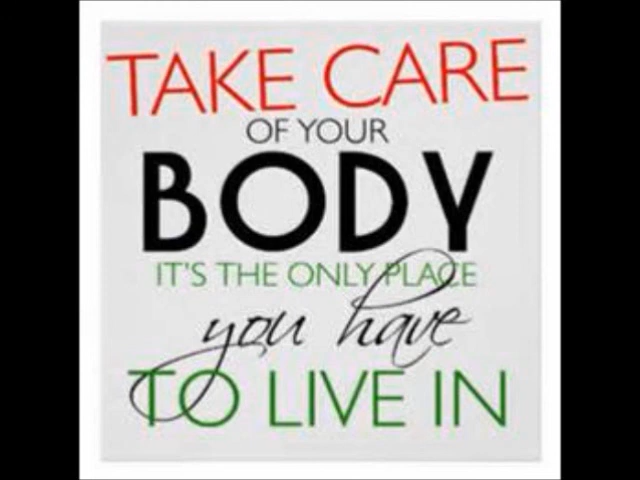 TAKE CARE
OF YOUR
BODY
IT'S THE ONLY PLACE
you have
TO LIVE IN